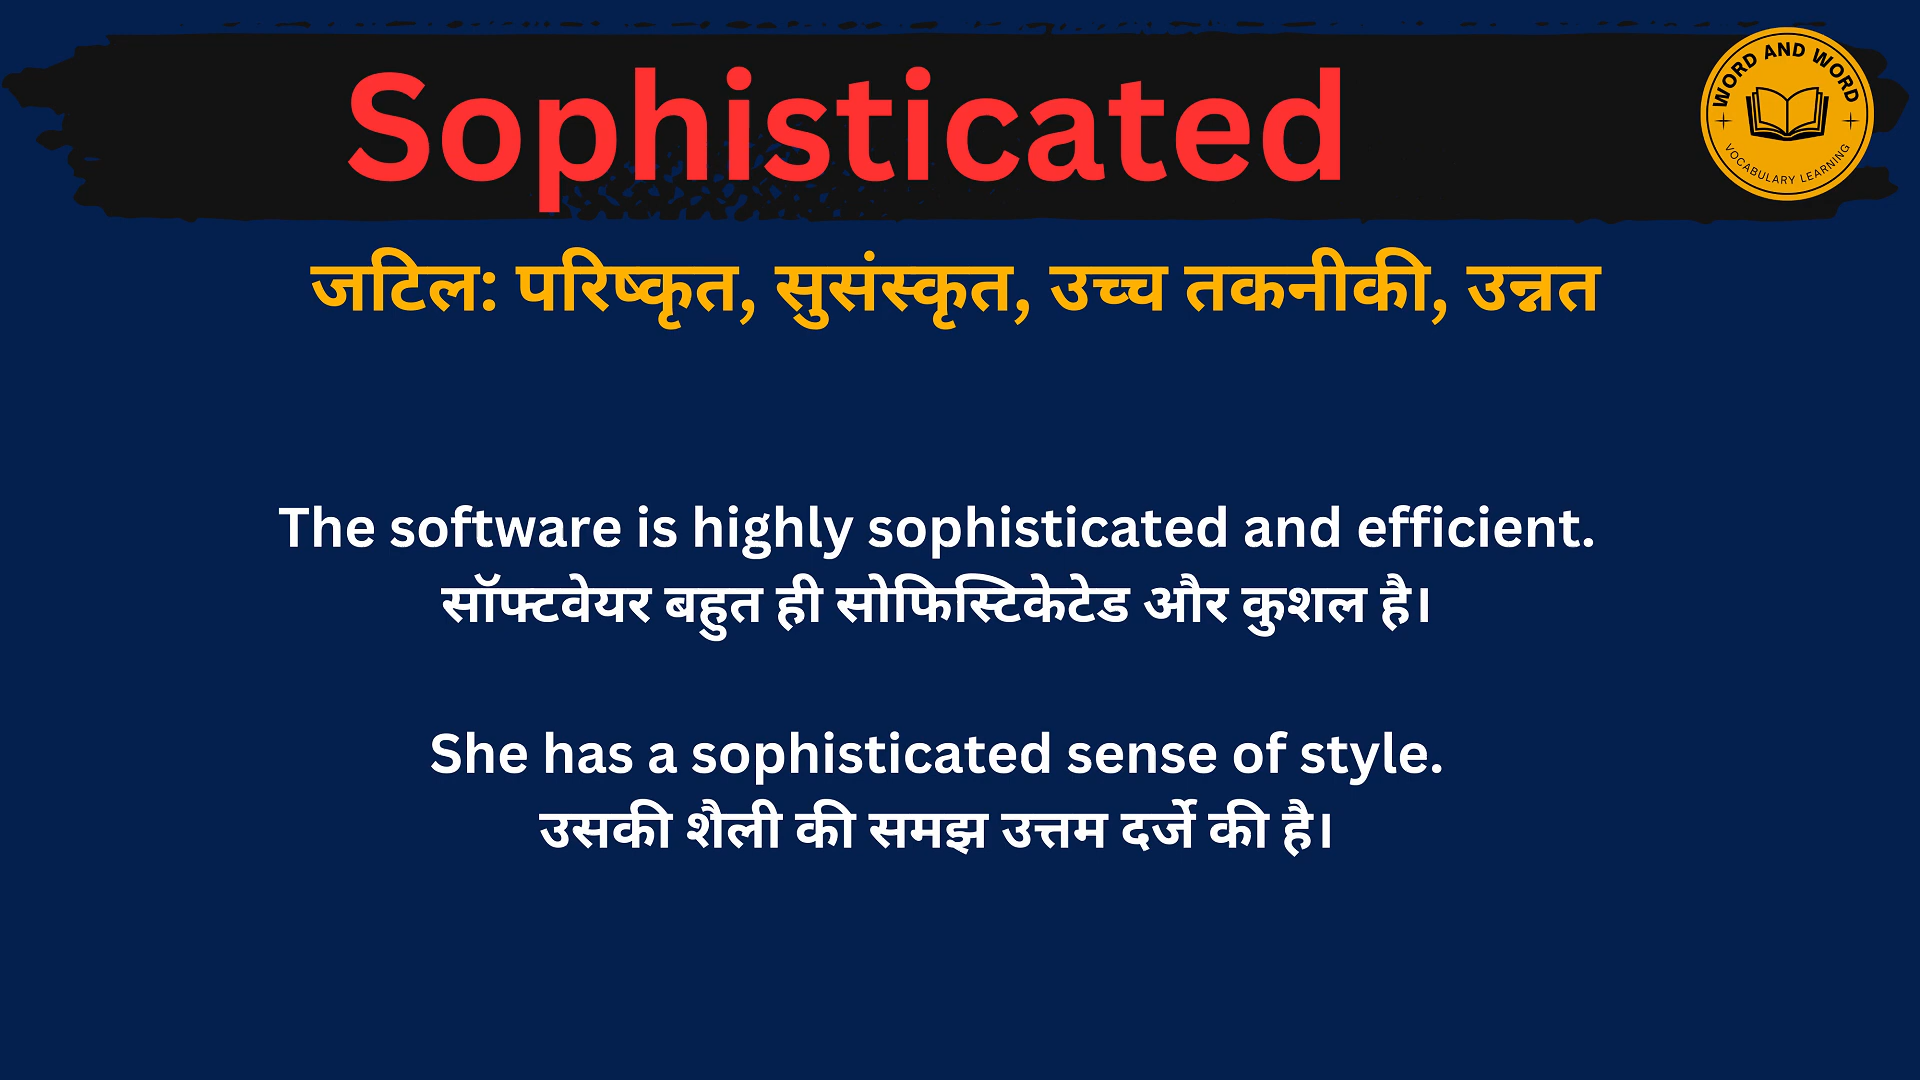 Sophisticated
WORD AND WORD
VOCABULARY LEARNING
जटिल: परिष्कृत, सुसंस्कृत, उच्च तकनीकी, उन्नत
The software is highly sophisticated and efficient.
सॉफ्टवेयर बहुत ही सोफिस्टिकेटेड और कुशल है।
She has a sophisticated sense of style.
उसकी शैली की समझ उत्तम दर्जे की है।